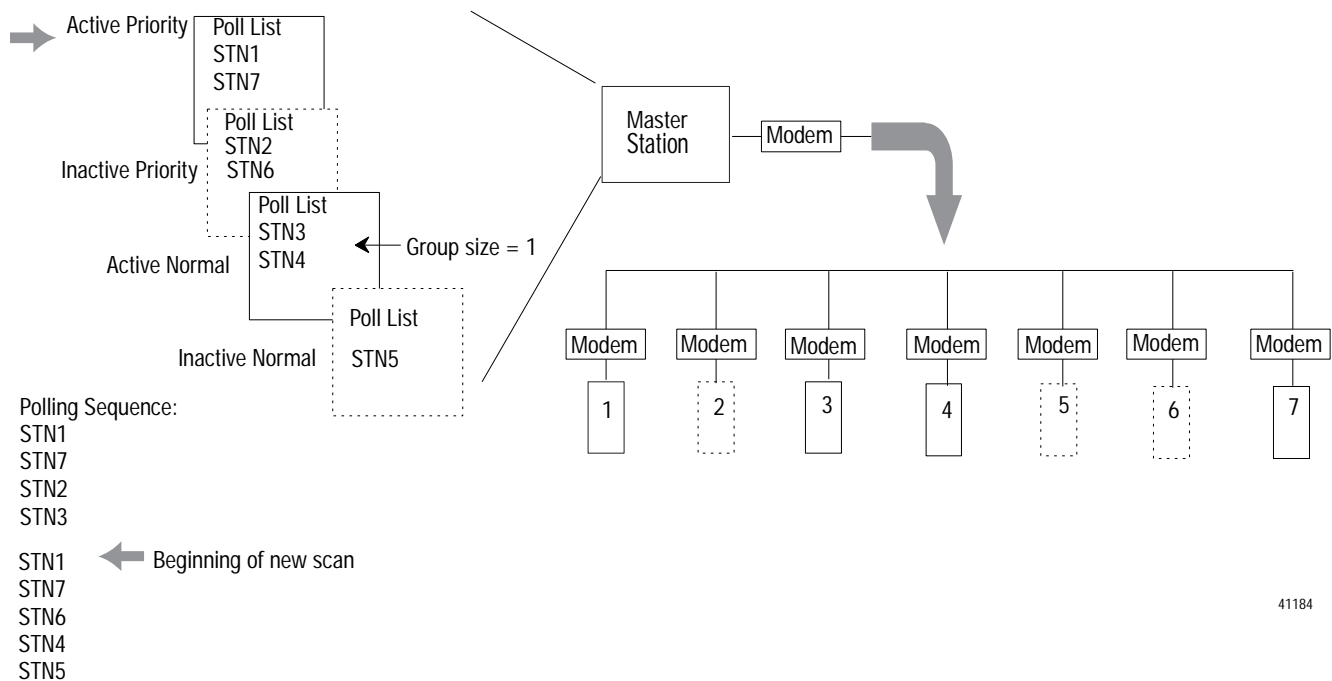 Active Priority
Poll List
STN1
STN7
Poll List
STN2
Inactive Priority
STN6
Poll List
STN3
Active Normal
STN4
Group size = 1
Poll List
Inactive Normal
STN5
Master
Station
Modem
Modem
Modem
Modem
Modem
Modem
Modem
Modem
1
2
3
4
5
6
7
Polling Sequence:
STN1
STN7
STN2
STN3
STN1
Beginning of new scan
STN7
STN6
STN4
STN5
41184